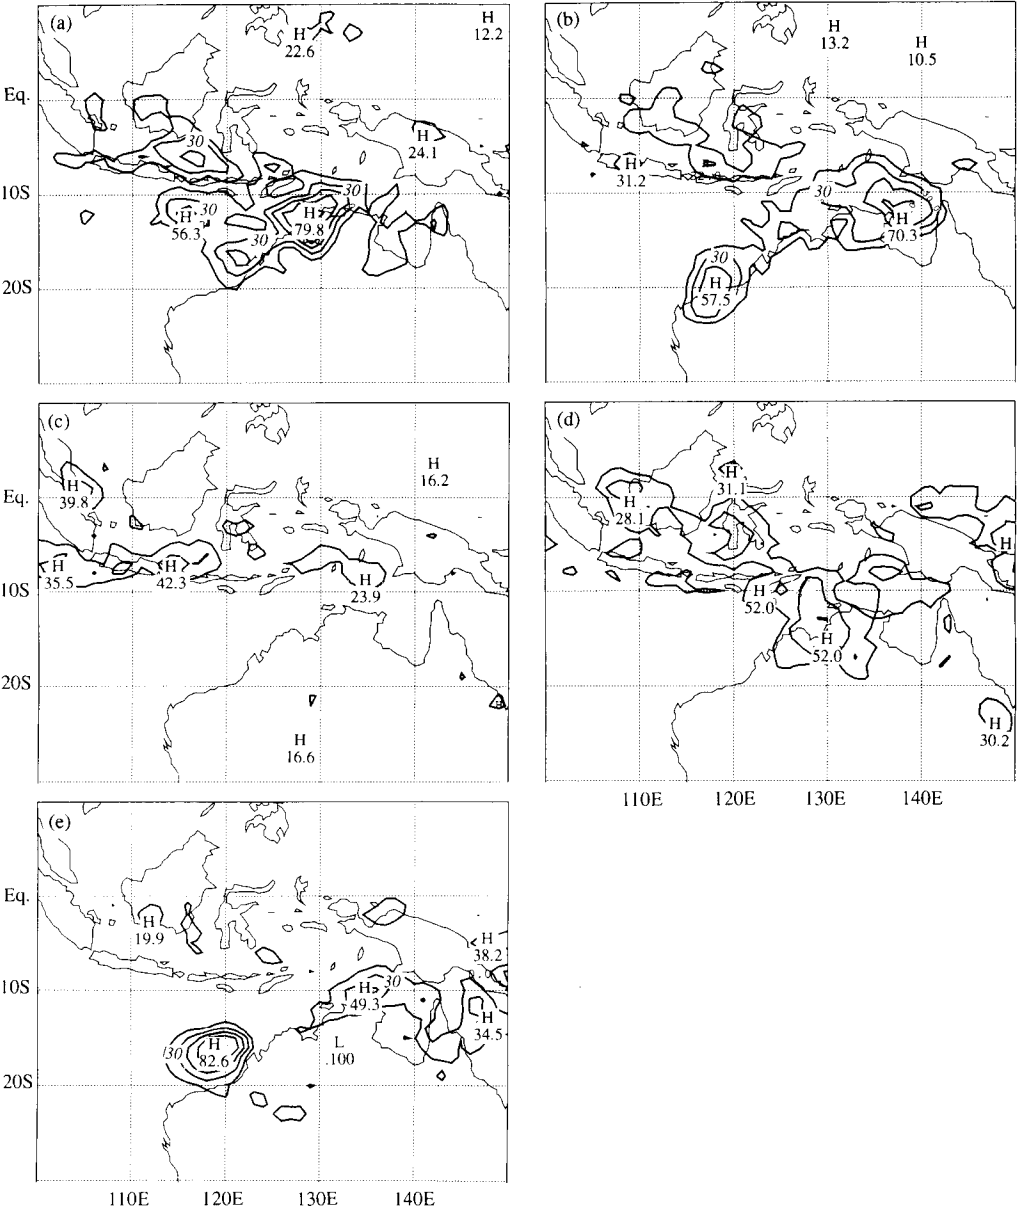 (a)
H
22.6
H
12.2
Eq.
H
24.1
30
10S
30
30
H
56.3
H
79.8
30
20S
(b)
H
13.2
H
10.5
H
31.2
30
H
70.3
30
H
57.5
(c)
H
39.8
H
16.2
Eq.
H
35.5
H
42.3
H
23.9
10S
20S
H
H
16.6
(d)
H
31.1
H
28.1
H
H
52.0
H
52.0
H
30.2
110E 120E 130E 140E
(e)
Eq.
H
19.9
H
38.2
10S
30
H
49.3
H
34.5
30
H
82.6
L
.100
20S
110E 120E 130E 140E